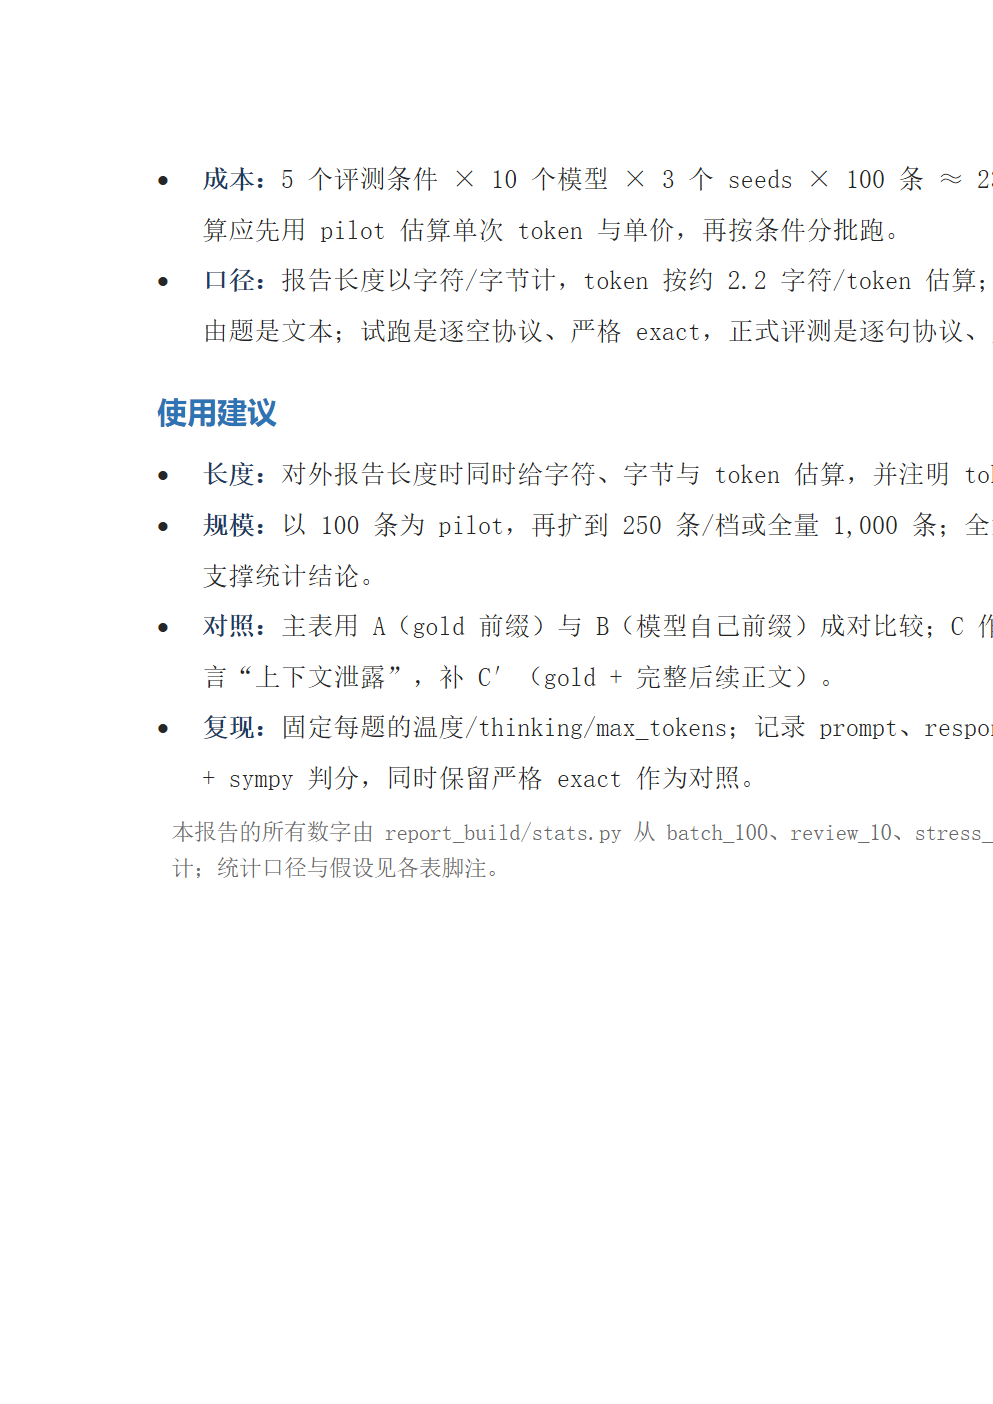 • 成本：5 个评测条件 × 10 个模型 × 3 个 seeds × 100 条 ≈
算应先用 pilot 估算单次 token 与单价，再按条件分批跑。
• 口径：报告长度以字符/字节计，token 按约 2.2 字符/token 估算；
由题是文本；试跑是逐空协议、严格 exact，正式评测是逐句协议、
使用建议
• 长度：对外报告长度时同时给字符、字节与 token 估算，并注明
• 规模：以 100 条为 pilot，再扩到 250 条/档或全量 1,000 条；全
支撑统计结论。
• 对照：主表用 A（gold 前缀）与 B（模型自己前缀）成对比较；C 作
言“上下文泄露”，补 C′（gold + 完整后续正文）。
• 复现：固定每题的温度/thinking/max_tokens；记录 prompt、respon
+ sympy 判分，同时保留严格 exact 作为对照。
本报告的所有数字由 report_build/stats.py 从 batch_100、review_10、stress_
计；统计口径与假设见各表脚注。